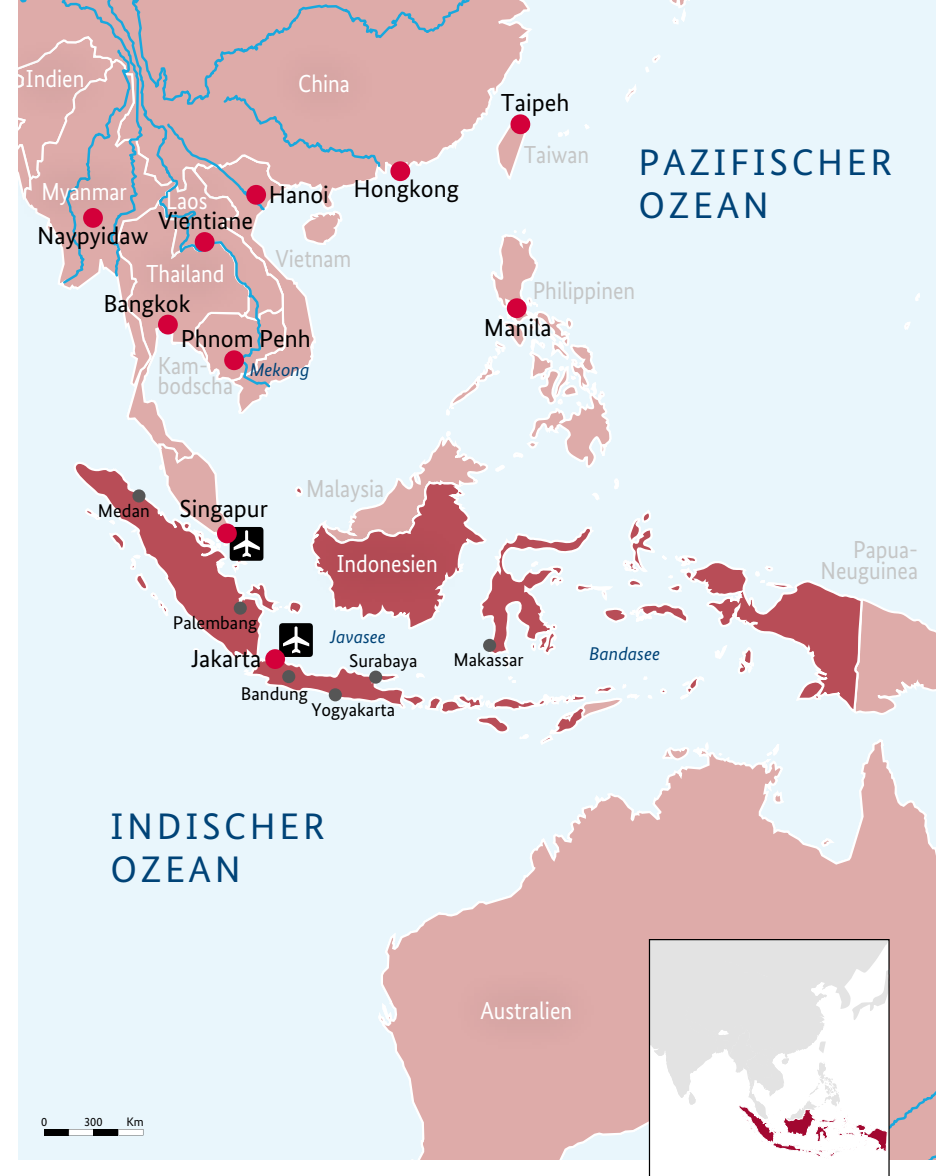 China
Indien
Taipeh
Taiwan
PAZIFISCHER
OZEAN
Hongkong
Hanoi
Myanmar
Laos
Naypyidaw
Vientiane
Vietnam
Thailand
Philippinen
Bangkok
Manila
Phnom Penh
Kam-
bodscha
Mekong
Malaysia
Medan
Singapur
Indonesien
Papua-
Neuguinea
Palembang
Javasee
Jakarta
Surabaya
Makassar
Bandasee
Bandung
Yogyakarta
INDISCHER
OZEAN
Australien
0 300 Km